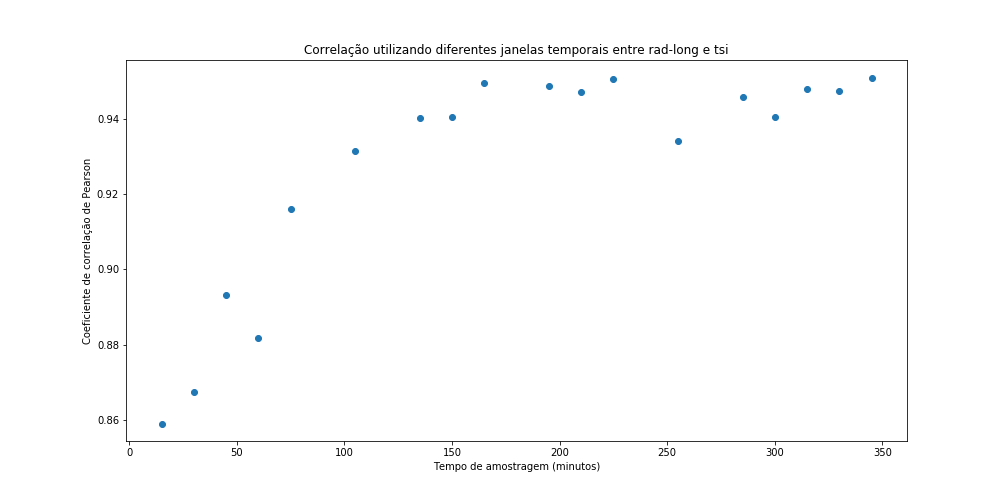 Correlação utilizando diferentes janelas temporais entre rad-long e tsi
Coeficiente de correlação de Pearson
0.94
0.92
0.90
0.88
0.86
0 50 100 150 200 250 300 350
Tempo de amostragem (minutos)